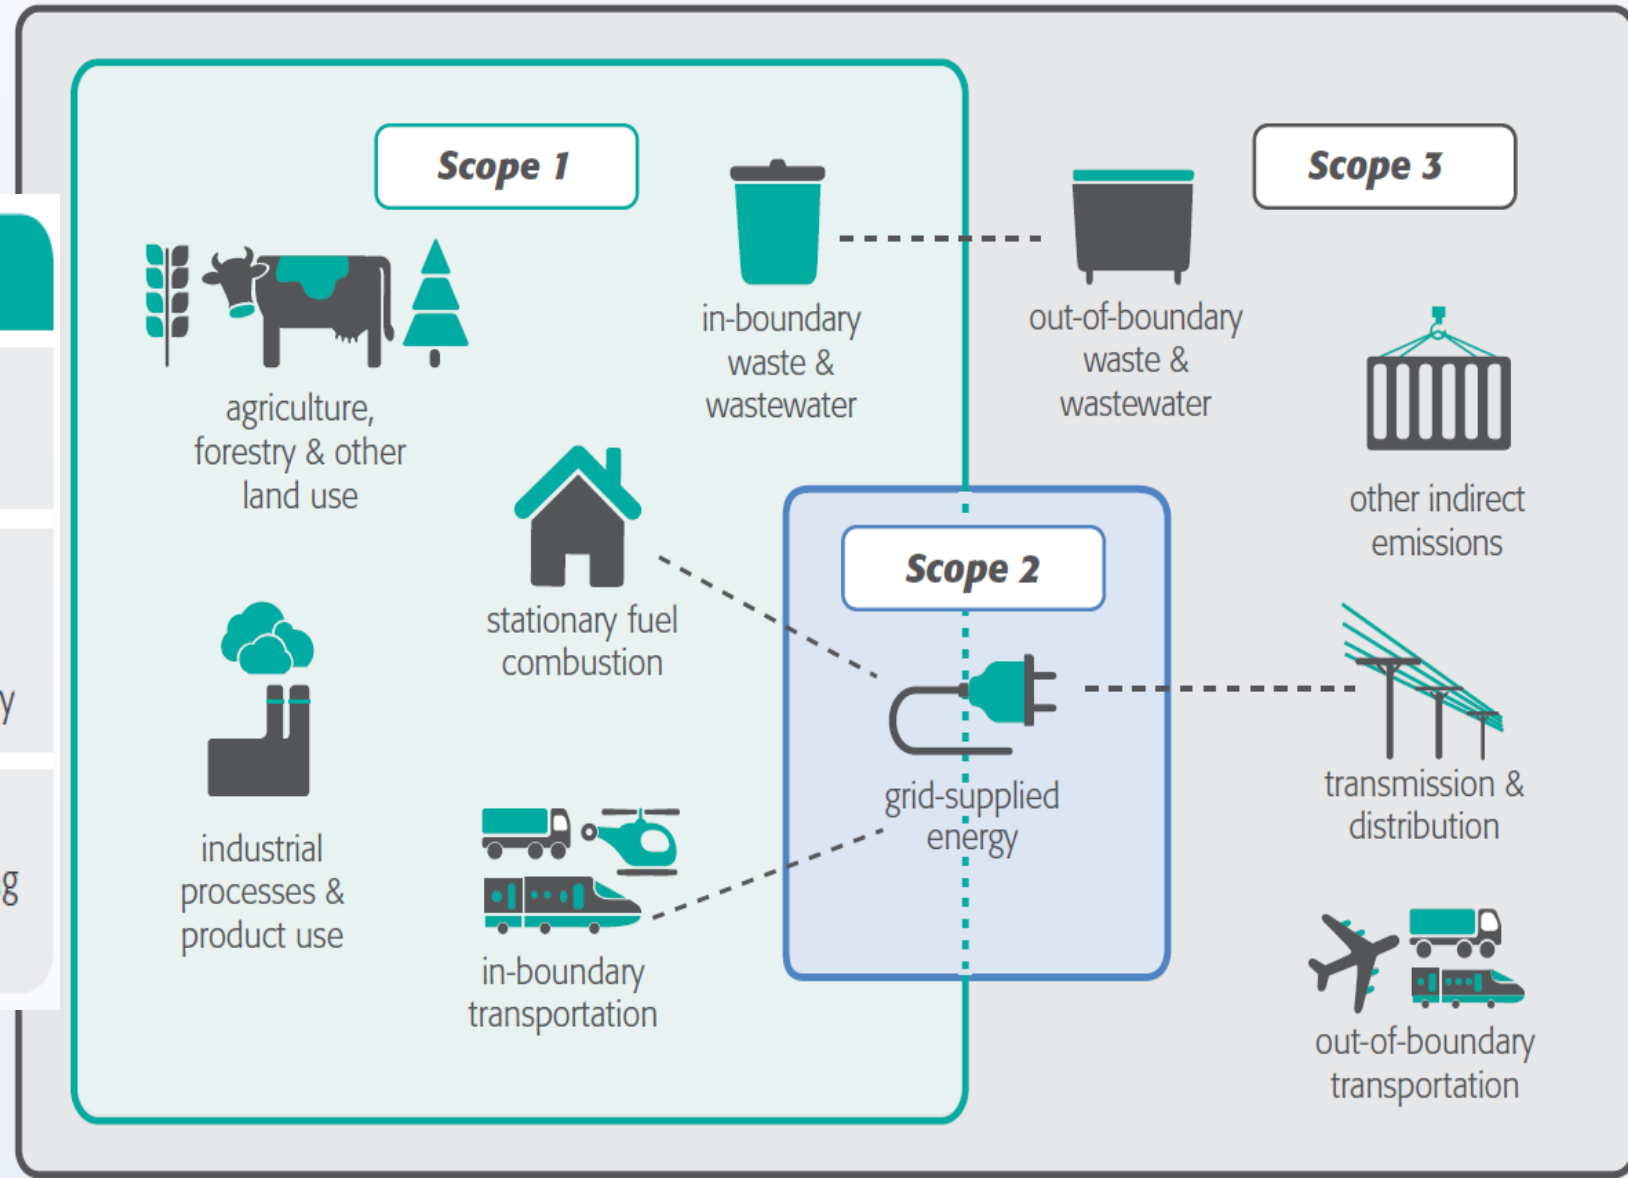 Scope 1
Scope 3
in-boundary
waste &
wastewater
out-of-boundary
waste &
wastewater
agriculture,
forestry & other
land use
other indirect
emissions
Scope 2
stationary fuel
combustion
y
grid-supplied
energy
transmission &
distribution
industrial
processes &
product use
g
in-boundary
transportation
out-of-boundary
transportation